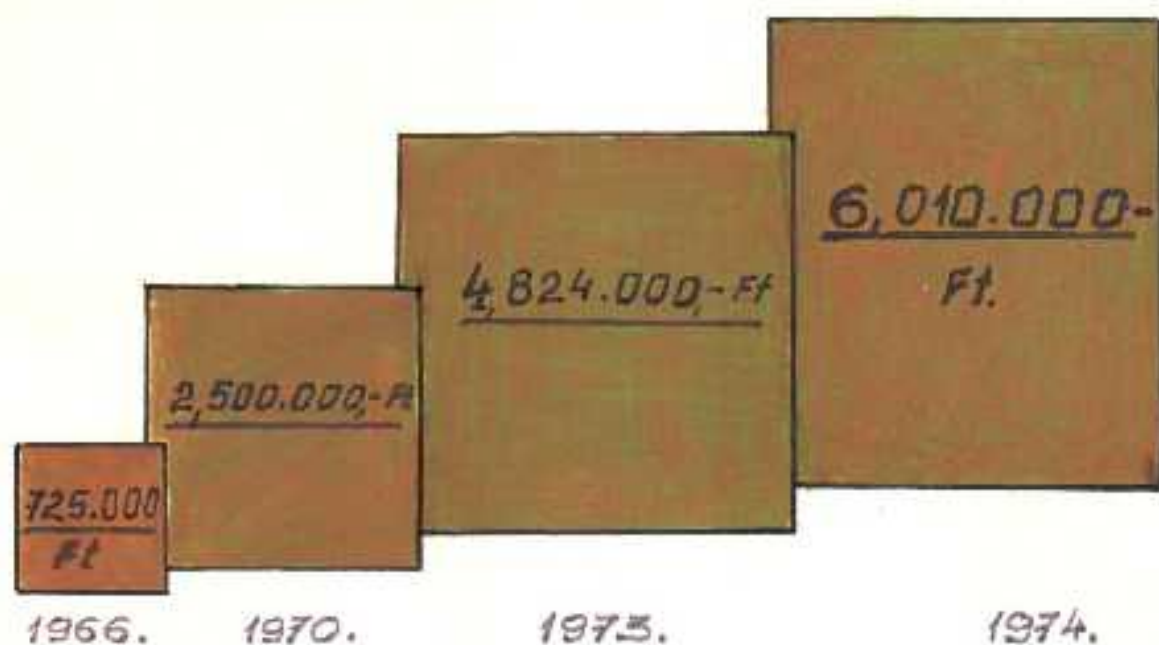 725.000
Ft
2,500.000,-Ft
4,824.000,-Ft
6,010.000-
Ft.
1966. 1970. 1973. 1974.